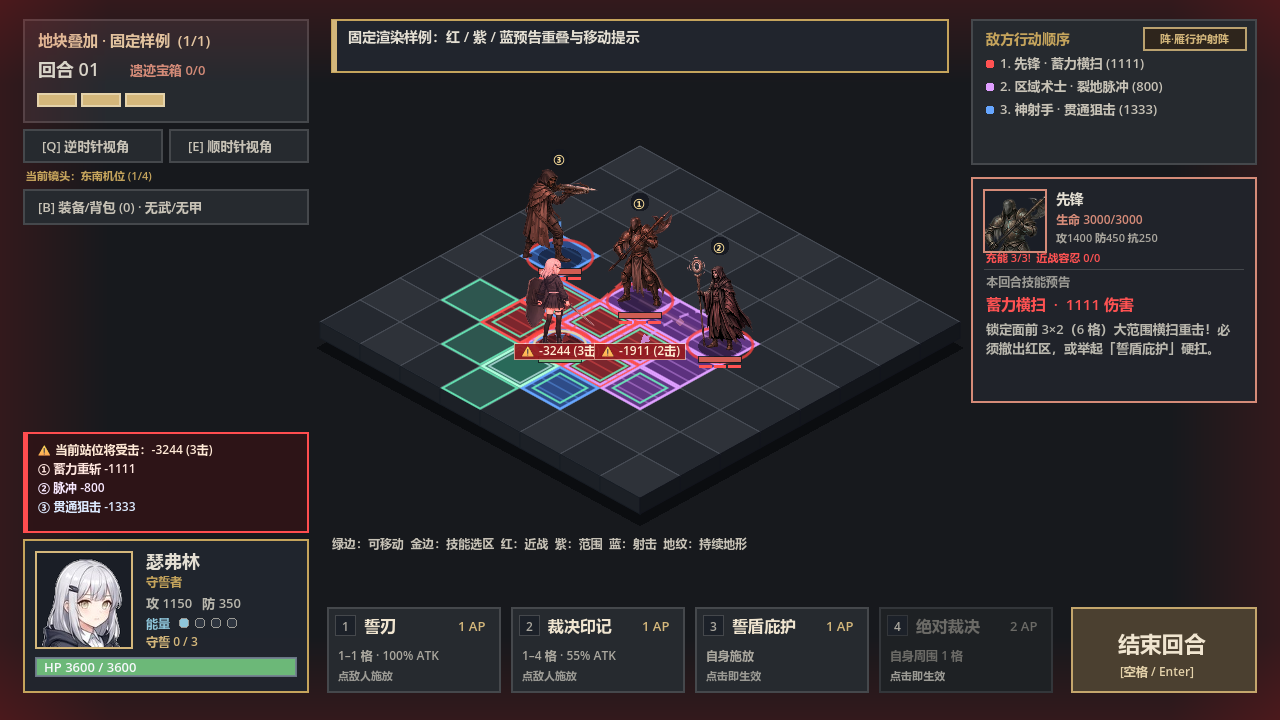 地块叠加 · 固定样例 (1/1)
回合 01 遗迹宝箱 0/0
[Q] 逆时针视角 [E] 顺时针视角
当前镜头: 东南机位 (1/4)
[B] 装备/背包 (0) · 无武/无甲
固定渲染样例: 红 / 紫 / 蓝预告重叠与移动提示
敌方行动顺序 阵·雁行护射阵
1. 先锋 · 蓄力横扫 (1111)
2. 区域术士 · 裂地脉冲 (800)
3. 神射手 · 贯通狙击 (1333)
先锋
生命 3000/3000
攻1400 防450 抗250
充能 3/3! 近战容忍 0/0
本回合技能预告
蓄力横扫 · 1111 伤害
锁定面前 3×2 (6 格) 大范围横扫重击! 必
须撤出红区, 或举起「誓盾庇护」硬扛。
③
①
②
-3244 (3击
-1911 (2击)
当前站位将受击: -3244 (3击)
① 蓄力重斩 -1111
② 脉冲 -800
③ 贯通狙击 -1333
瑟弗林
守誓者
攻 1150 防 350
能量
守誓 0 / 3
HP 3600 / 3600
绿边: 可移动 金边: 技能选区 红: 近战 紫: 范围 蓝: 射击 地纹: 持续地形
1 誓刃 1 AP
1–1 格 · 100% ATK
点敌人施放
2 裁决印记 1 AP
1–4 格 · 55% ATK
点敌人施放
3 誓盾庇护 1 AP
自身施放
点击即生效
4 绝对裁决 2 AP
自身周围 1 格
点击即生效
结束回合
[空格 / Enter]